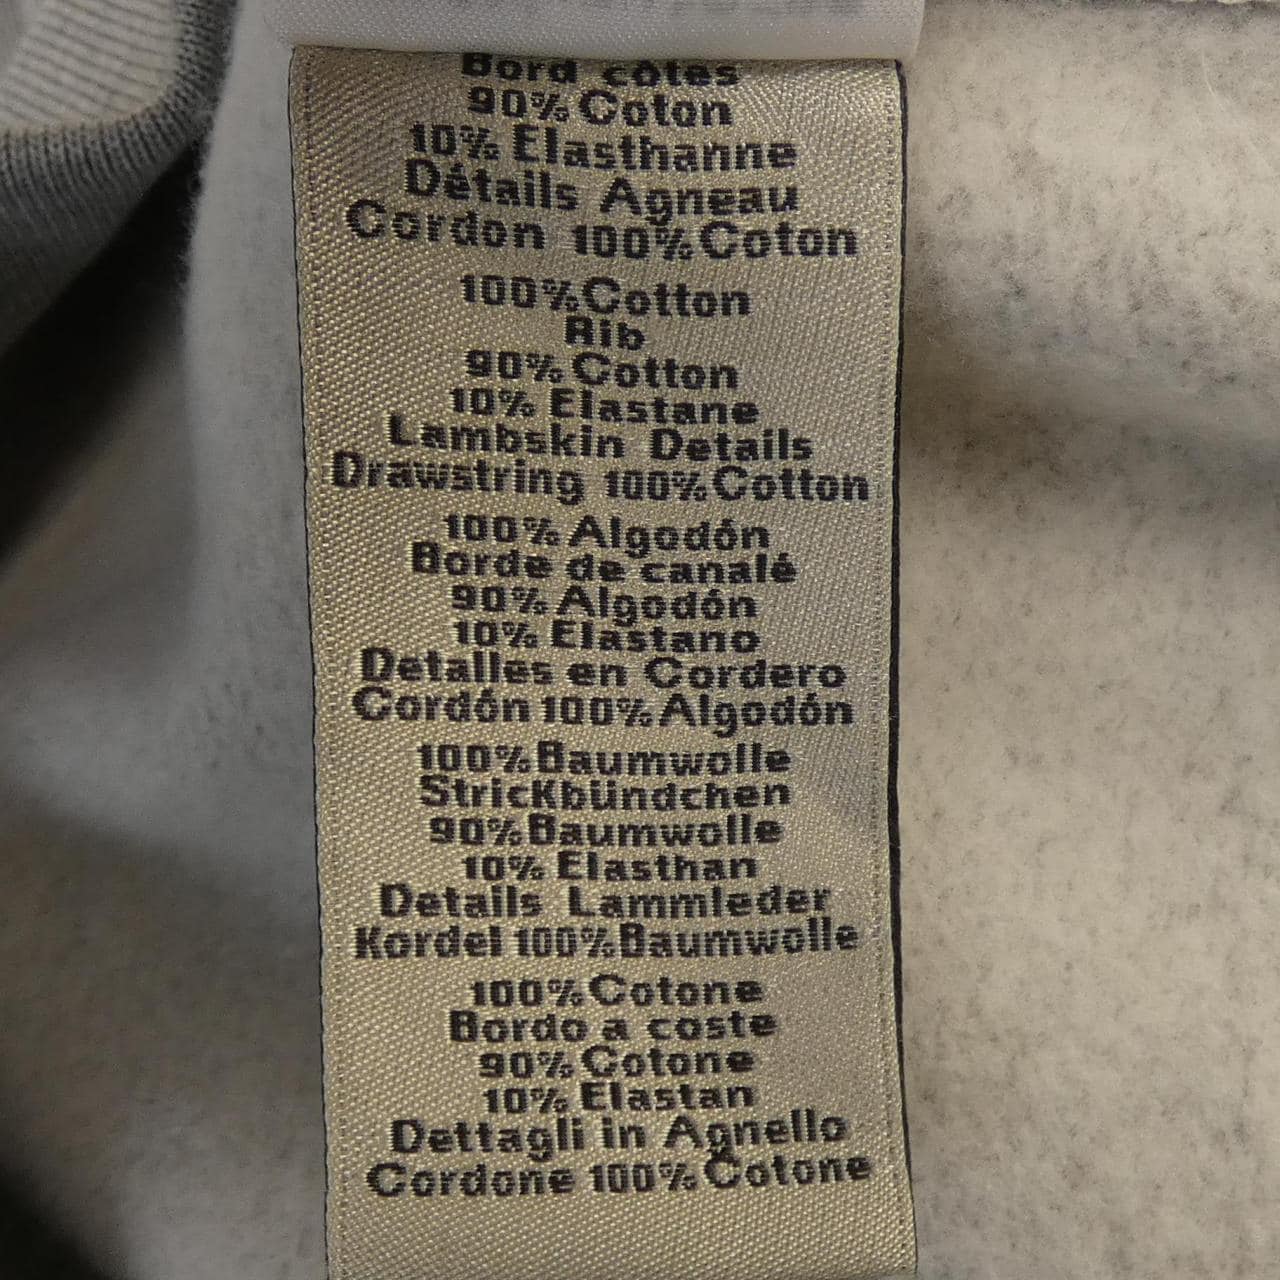 Bord côtes
90% Coton
10% Elasthanne
Détails Agneau
Cordon 100% Coton
100% Cotton
Rib
90% Cotton
10% Elastane
Lambskin Details
Drawstring 100% Cotton
100% Algodón
Borde de canalé
90% Algodón
10% Elastano
Detalles en Cordero
Cordón 100% Algodón
100% Baumwolle
Strickbündchen
90% Baumwolle
10% Elasthan
Details Lammleder
Kordel 100% Baumwolle
100% Cotone
Bordo a coste
90% Cotone
10% Elastan
Dettagli in Agnello
Cordone 100% Cotone